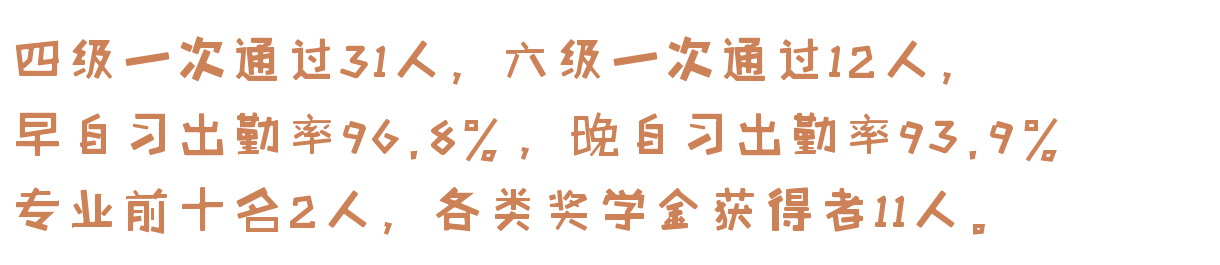 四级一次通过31人，六级一次通过12人，
早自习出勤率96.8%，晚自习出勤率93.9%
专业前十名2人，各类奖学金获得者11人。